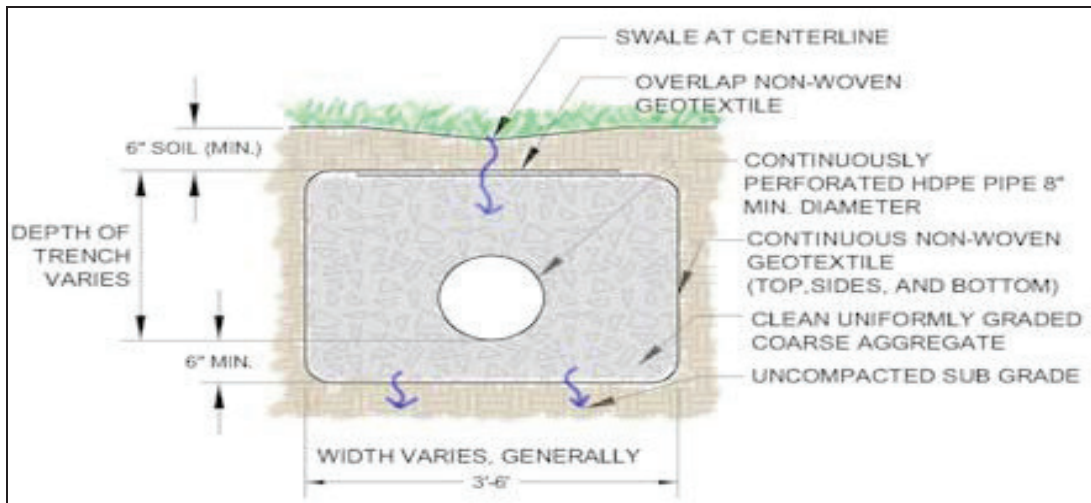 SWALE AT CENTERLINE
OVERLAP NON-WOVEN
GEOTEXTILE
6" SOIL (MIN.)
CONTINUOUSLY
PERFORATED HDPE PIPE 8"
MIN. DIAMETER
DEPTH OF
TRENCH
VARIES
CONTINUOUS NON-WOVEN
GEOTEXTILE
(TOP,SIDES, AND BOTTOM)
CLEAN UNIFORMLY GRADED
COARSE AGGREGATE
6" MIN.
UNCOMPACTED SUB GRADE
WIDTH VARIES, GENERALLY
3'-6'